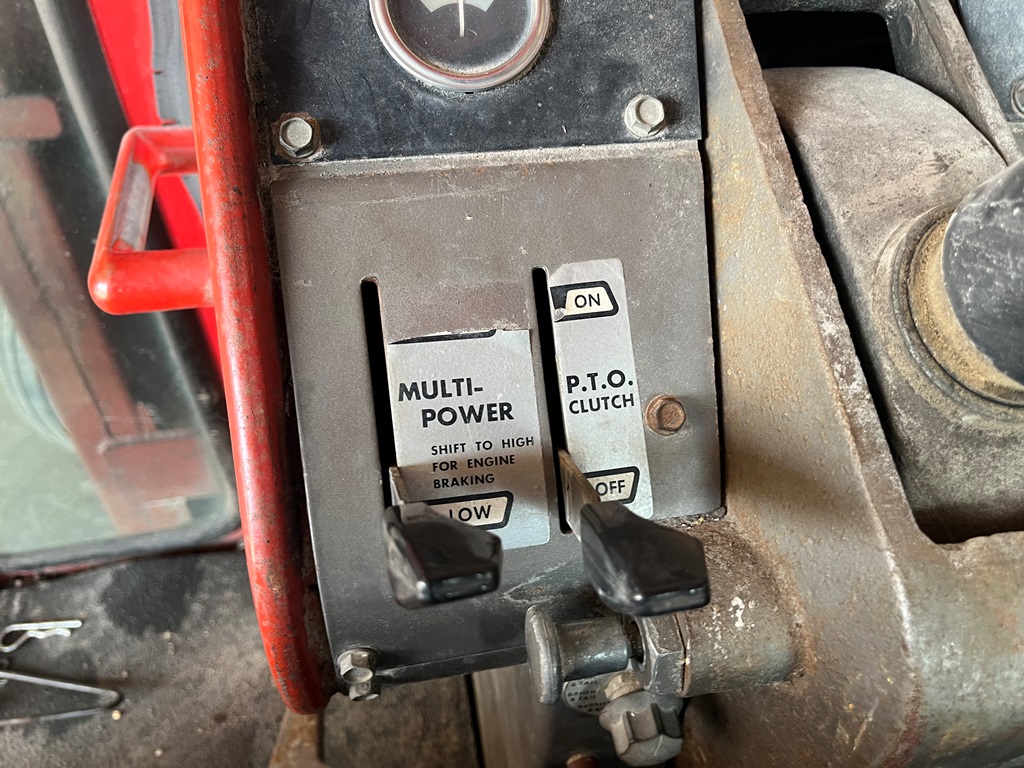 ON
MULTI-
POWER
SHIFT TO HIGH
FOR ENGINE
BRAKING
LOW
P.T.O.
CLUTCH
OFF